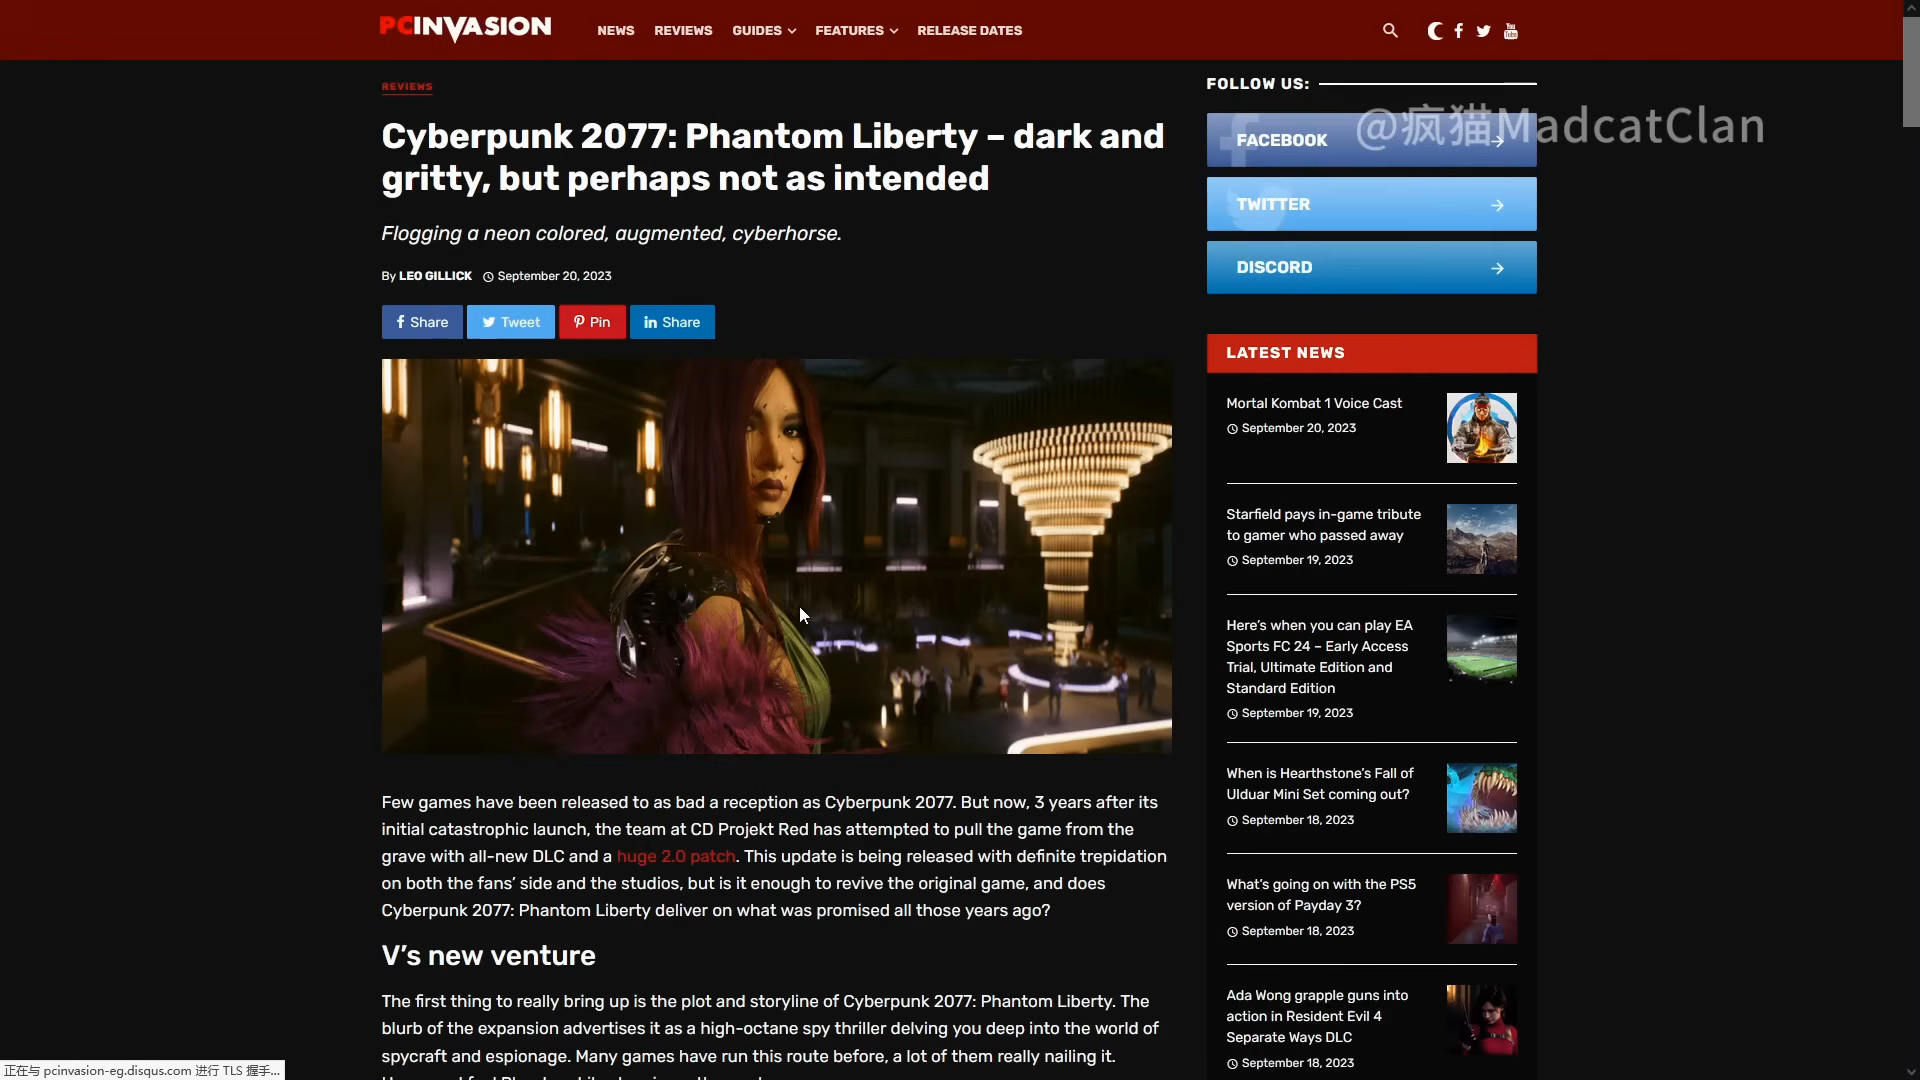 PCINVASION
NEWS
REVIEWS
GUIDES
FEATURES
RELEASE DATES
REVIEWS
Cyberpunk 2077: Phantom Liberty – dark and
gritty, but perhaps not as intended
Flogging a neon colored, augmented, cyberhorse.
By LEO GILLICK September 20, 2023
Share
Tweet
Pin
Share
Few games have been released to as bad a reception as Cyberpunk 2077. But now, 3 years after its
initial catastrophic launch, the team at CD Projekt Red has attempted to pull the game from the
grave with all-new DLC and a huge 2.0 patch. This update is being released with definite trepidation
on both the fans’ side and the studios, but is it enough to revive the original game, and does
Cyberpunk 2077: Phantom Liberty deliver on what was promised all those years ago?
V’s new venture
The first thing to really bring up is the plot and storyline of Cyberpunk 2077: Phantom Liberty. The
blurb of the expansion advertises it as a high-octane spy thriller delving you deep into the world of
spycraft and espionage. Many games have run this route before, a lot of them really nailing it.
FOLLOW US:
@疯猫MadcatClan
FACEBOOK
TWITTER
DISCORD
LATEST NEWS
Mortal Kombat 1 Voice Cast
September 20, 2023
Starfield pays in-game tribute
to gamer who passed away
September 19, 2023
Here’s when you can play EA
Sports FC 24 – Early Access
Trial, Ultimate Edition and
Standard Edition
September 19, 2023
When is Hearthstone’s Fall of
Ulduar Mini Set coming out?
September 18, 2023
What’s going on with the PS5
version of Payday 3?
September 18, 2023
Ada Wong grapple guns into
action in Resident Evil 4
Separate Ways DLC
September 18, 2023
正在与 pcinvasion-eg.disqus.com 进行 TLS 握手...